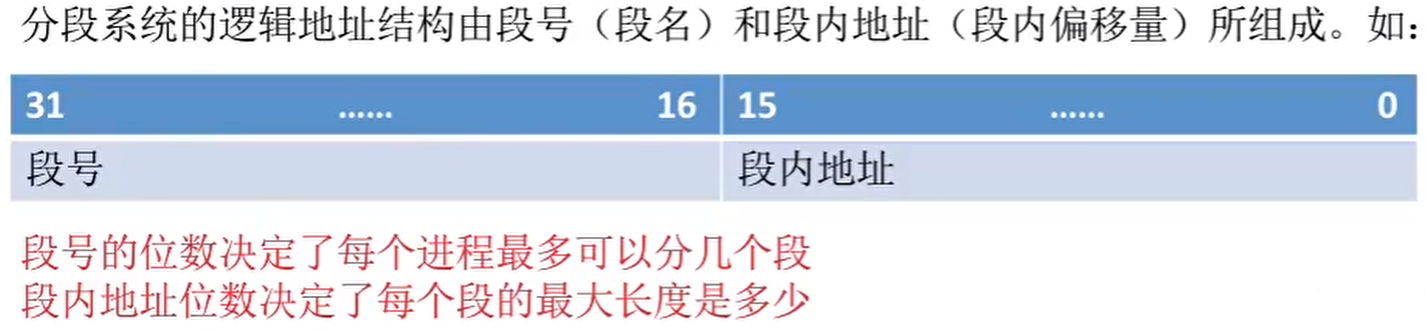 分段系统的逻辑地址结构由段号（段名）和段内地址（段内偏移量）所组成。如：
31 …… 16 15 …… 0
段号 段内地址
段号的位数决定了每个进程最多可以分几个段
段内地址位数决定了每个段的最大长度是多少